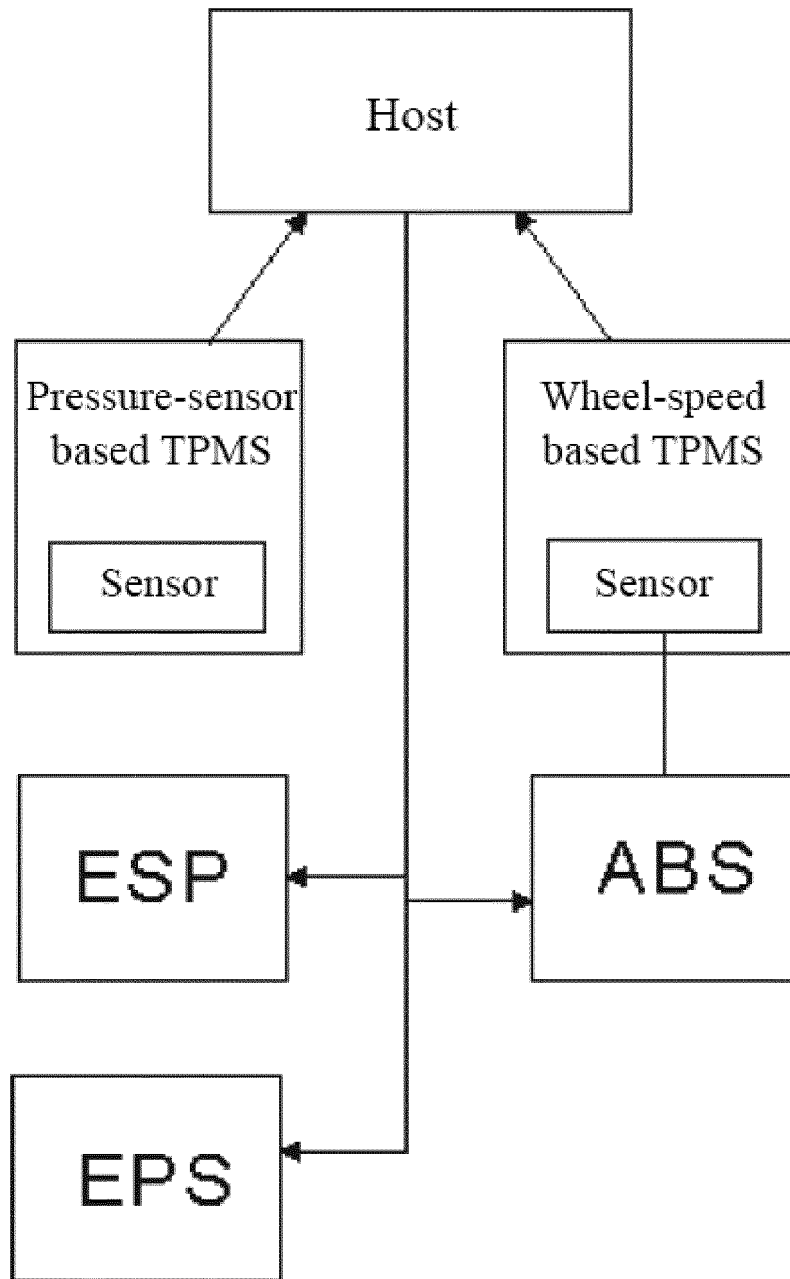 Host
Pressure-sensor
based TPMS
Sensor
Wheel-speed
based TPMS
Sensor
ESP
ABS
EPS